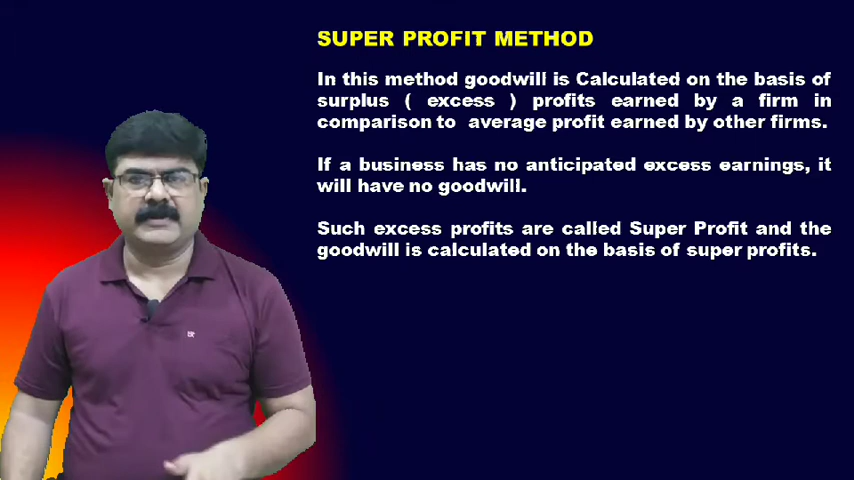 SUPER PROFIT METHOD
In this method goodwill is Calculated on the basis of
surplus ( excess ) profits earned by a firm in
comparison to average profit earned by other firms.
If a business has no anticipated excess earnings, it
will have no goodwill.
Such excess profits are called Super Profit and the
goodwill is calculated on the basis of super profits.